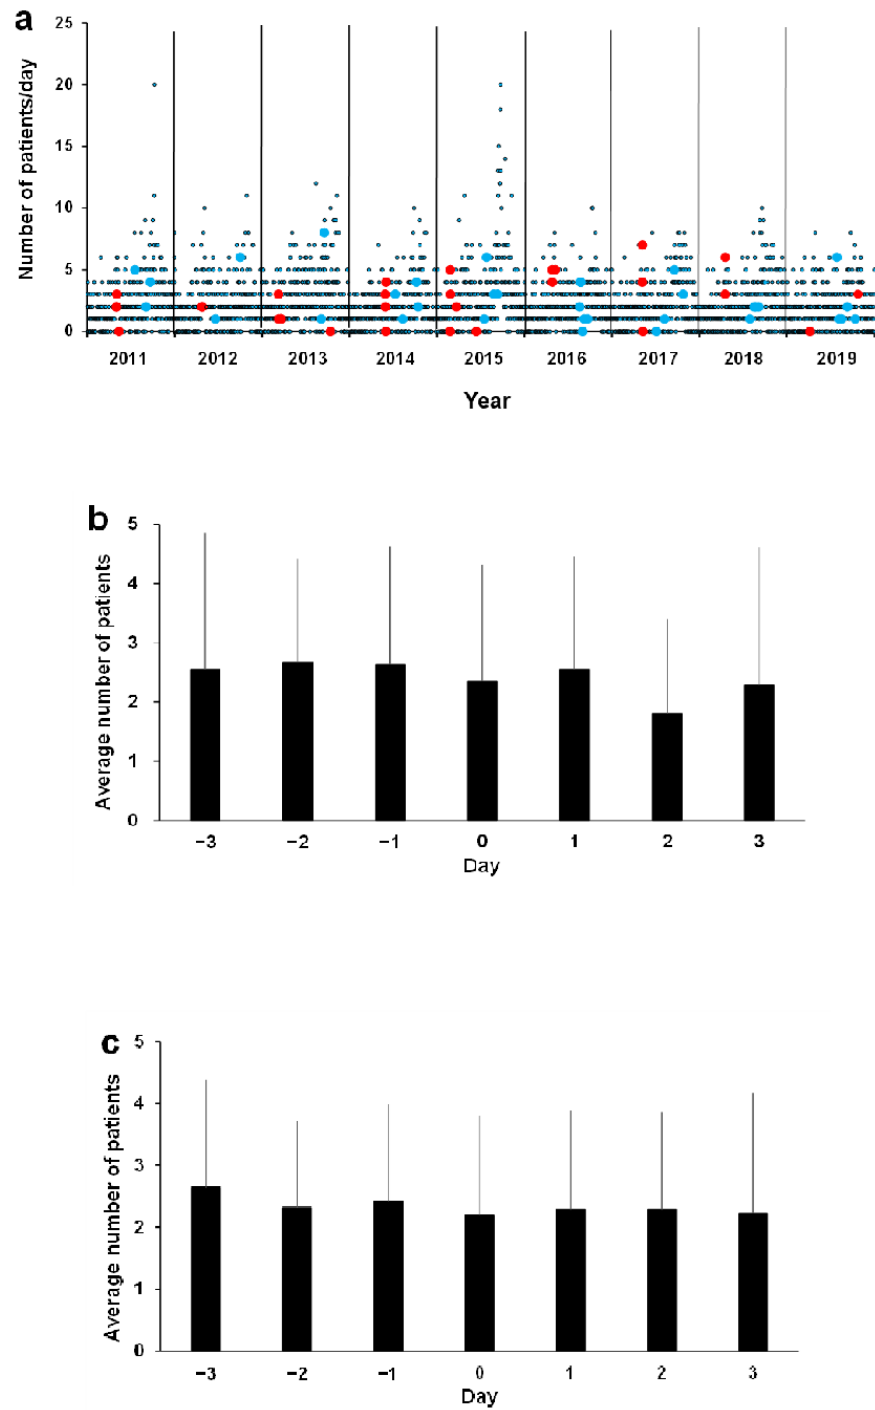 a
Number of patients/day
25
20
15
10
5
0
2011 2012 2013 2014 2015 2016 2017 2018 2019
Year
b
Average number of patients
5
4
3
2
1
0
−3 −2 −1 0 1 2 3
Day
c
Average number of patients
5
4
3
2
1
0
−3 −2 −1 0 1 2 3
Day